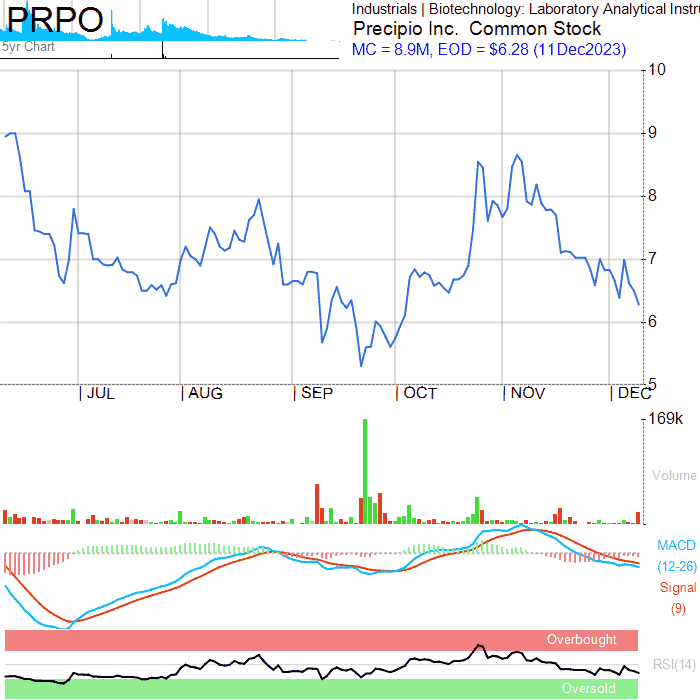 PRPO
5yr Chart
Industrials | Biotechnology: Laboratory Analytical Instru
Precipio Inc. Common Stock
MC = 8.9M, EOD = $6.28 (11Dec2023)
10
9
8
7
6
5
JUL AUG SEP OCT NOV DEC
169k
Volume
MACD
(12-26)
Signal
(9)
Overbought
RSI(14)
Oversold